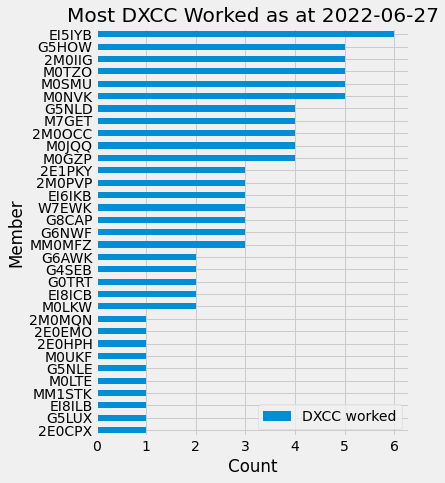 Most DXCC Worked as at 2022-06-27
EI5IYB
G5HOW
2M0IIG
M0TZO
M0SMU
M0NVK
G5NLD
M7GET
2M0OCC
M0JQQ
M0GZP
2E1PKY
2M0PVP
EI6IKB
W7EWK
G8CAP
G6NWF
MM0MFZ
G6AWK
G4SEB
G0TRT
EI8ICB
M0LKW
2M0MQN
2E0EMO
2E0HPH
M0UKF
G5NLE
M0LTE
MM1STK
EI8ILB
G5LUX
2E0CPX
Member
DXCC worked
0 1 2 3 4 5 6
Count